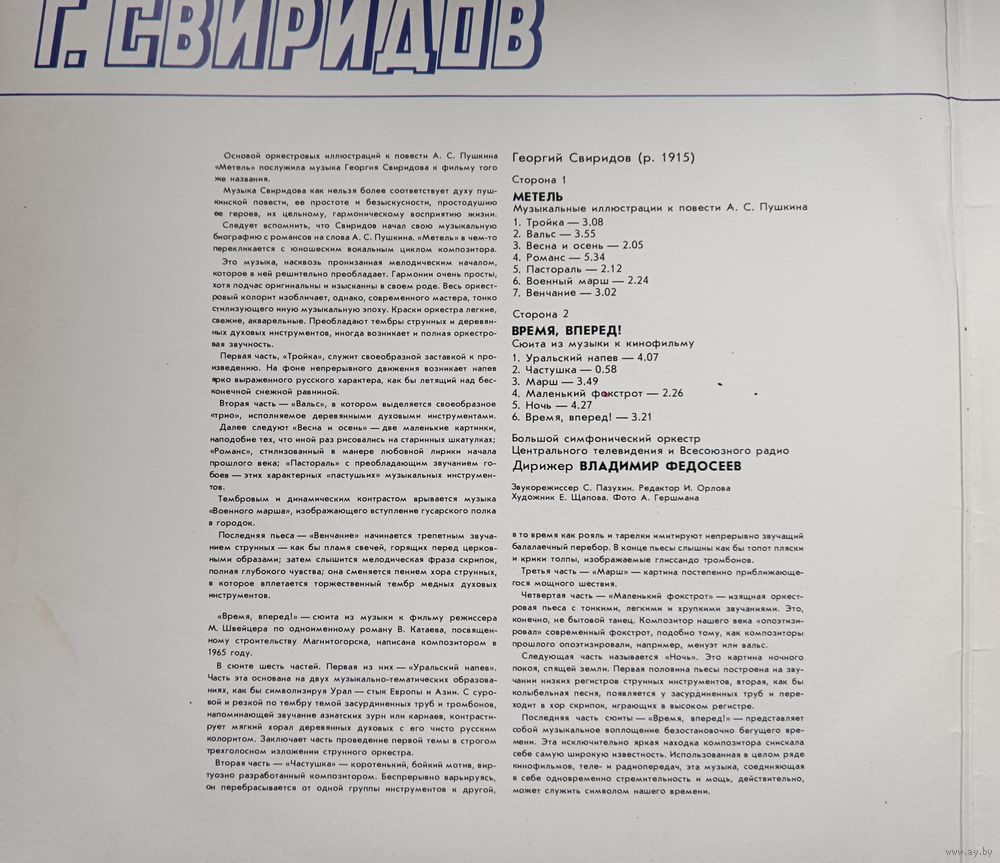 Г. СВИРИДОВ
Основой оркестровых иллюстраций к повести А. С. Пушкина
«Метель» послужила музыка Георгия Свиридова к фильму того
же названия.
Музыка Свиридова как нельзя более соответствует духу пуш-
кинской повести, ее простоте и безыскусности, простодушию
ее героев, их цельному, гармоническому восприятию жизни.
Следует вспомнить, что Свиридов начал свою музыкальную
биографию с романсов на слова А. С. Пушкина. «Метель» в чем-то
перекликается с юношеским вокальным циклом композитора.
Это музыка, насквозь пронизанная мелодическим началом,
которое в ней решительно преобладает. Гармонии очень просты,
хотя подчас оригинальны и изысканны в своем роде. Весь оркест-
ровый колорит изобличает, однако, современного мастера, тонко
стилизующего иную музыкальную эпоху. Краски оркестра легкие,
свежие, акварельные. Преобладают тембры струнных и деревян-
ных духовых инструментов, иногда возникает и полная оркестро-
вая звучность.
Первая часть, «Тройка», служит своеобразной заставкой к про-
изведению. На фоне непрерывного движения возникает напев
ярко выраженного русского характера, как бы летящий над бес-
конечной снежной равниной.
Вторая часть — «Вальс», в котором выделяется своеобразное
«трио», исполняемое деревянными духовыми инструментами.
Далее следуют «Весна и осень» — две маленькие картинки,
наподобие тех, что иной раз рисовались на старинных шкатулках;
«Романс», стилизованный в манере любовной лирики начала
прошлого века; «Пастораль» с преобладающим звучанием го-
боев — этих характерных «пастушьих» музыкальных инструмен-
тов.
Тембровым и динамическим контрастом врывается музыка
«Военного марша», изображающего вступление гусарского полка
в городок.
Последняя пьеса — «Венчание» начинается трепетным звуча-
нием струнных — как бы пламя свечей, горящих перед церков-
ными образами; затем слышится мелодическая фраза скрипок,
полная глубокого чувства; она сменяется пением хора струнных,
в которое вплетается торжественный тембр медных духовых
инструментов.
«Время, вперед!» — сюита из музыки к фильму режиссера
М. Швейцера по одноименному роману В. Катаева, посвящен-
ному строительству Магнитогорска, написана композитором в
1965 году.
В сюите шесть частей. Первая из них — «Уральский напев».
Часть эта основана на двух музыкально-тематических образова-
ниях, как бы символизируя Урал — стык Европы и Азии. С суро-
вой и резкой по тембру темой засурдиненных труб и тромбонов,
напоминающей звучание азиатских зурн или карнаев, контрасти-
рует мягкий хорал деревянных духовых с его чисто русским
колоритом. Заключает часть проведение первой темы в строгом
трехголосном изложении струнного оркестра.
Вторая часть — «Частушка» — коротенький, бойкий мотив, вир-
туозно разработанный композитором. Беспрерывно варьируясь,
он перебрасывается от одной группы инструментов к другой,
Георгий Свиридов (р. 1915)
Сторона 1
МЕТЕЛЬ
Музыкальные иллюстрации к повести А. С. Пушкина
1. Тройка — 3.08
2. Вальс — 3.55
3. Весна и осень — 2.05
4. Романс — 5.34
5. Пастораль — 2.12
6. Военный марш — 2.24
7. Венчание — 3.02
Сторона 2
ВРЕМЯ, ВПЕРЕД!
Сюита из музыки к кинофильму
1. Уральский напев — 4.07
2. Частушка — 0.58
3. Марш — 3.49
4. Маленький фокстрот — 2.26
5. Ночь — 4.27
6. Время, вперед! — 3.21
Большой симфонический оркестр
Центрального телевидения и Всесоюзного радио
Дирижер ВЛАДИМИР ФЕДОСЕЕВ
Звукорежиссер С. Пазухин. Редактор И. Орлова
Художник Е. Щапова. Фото А. Гершмана
в то время как рояль и тарелки имитируют непрерывно звучащий
балалаечный перебор. В конце пьесы слышны как бы топот пляски
и крики толпы, изображаемые глиссандо тромбонов.
Третья часть — «Марш» — картина постепенно приближающе-
гося мощного шествия.
Четвертая часть — «Маленький фокстрот» — изящная оркест-
ровая пьеса с тонкими, легкими и хрупкими звучаниями. Это,
конечно, не бытовой танец. Композитор нашего века «опоэтизи-
ровал» современный фокстрот, подобно тому, как композиторы
прошлого опоэтизировали, например, менуэт или вальс.
Следующая часть называется «Ночь». Это картина ночного
покоя, спящей земли. Первая половина пьесы построена на зву-
чании низких регистров струнных инструментов, вторая, как бы
колыбельная песня, появляется у засурдиненных труб и пере-
ходит в хор скрипок, играющих в высоком регистре.
Последняя часть сюиты — «Время, вперед!» — представляет
собой музыкальное воплощение безостановочно бегущего вре-
мени. Эта исключительно яркая находка композитора снискала
себе самую широкую известность. Использованная в целом ряде
кинофильмов, теле- и радиопередач, эта музыка, соединяющая
в себе одновременно стремительность и мощь, действительно,
может служить символом нашего времени.
www.ay.by